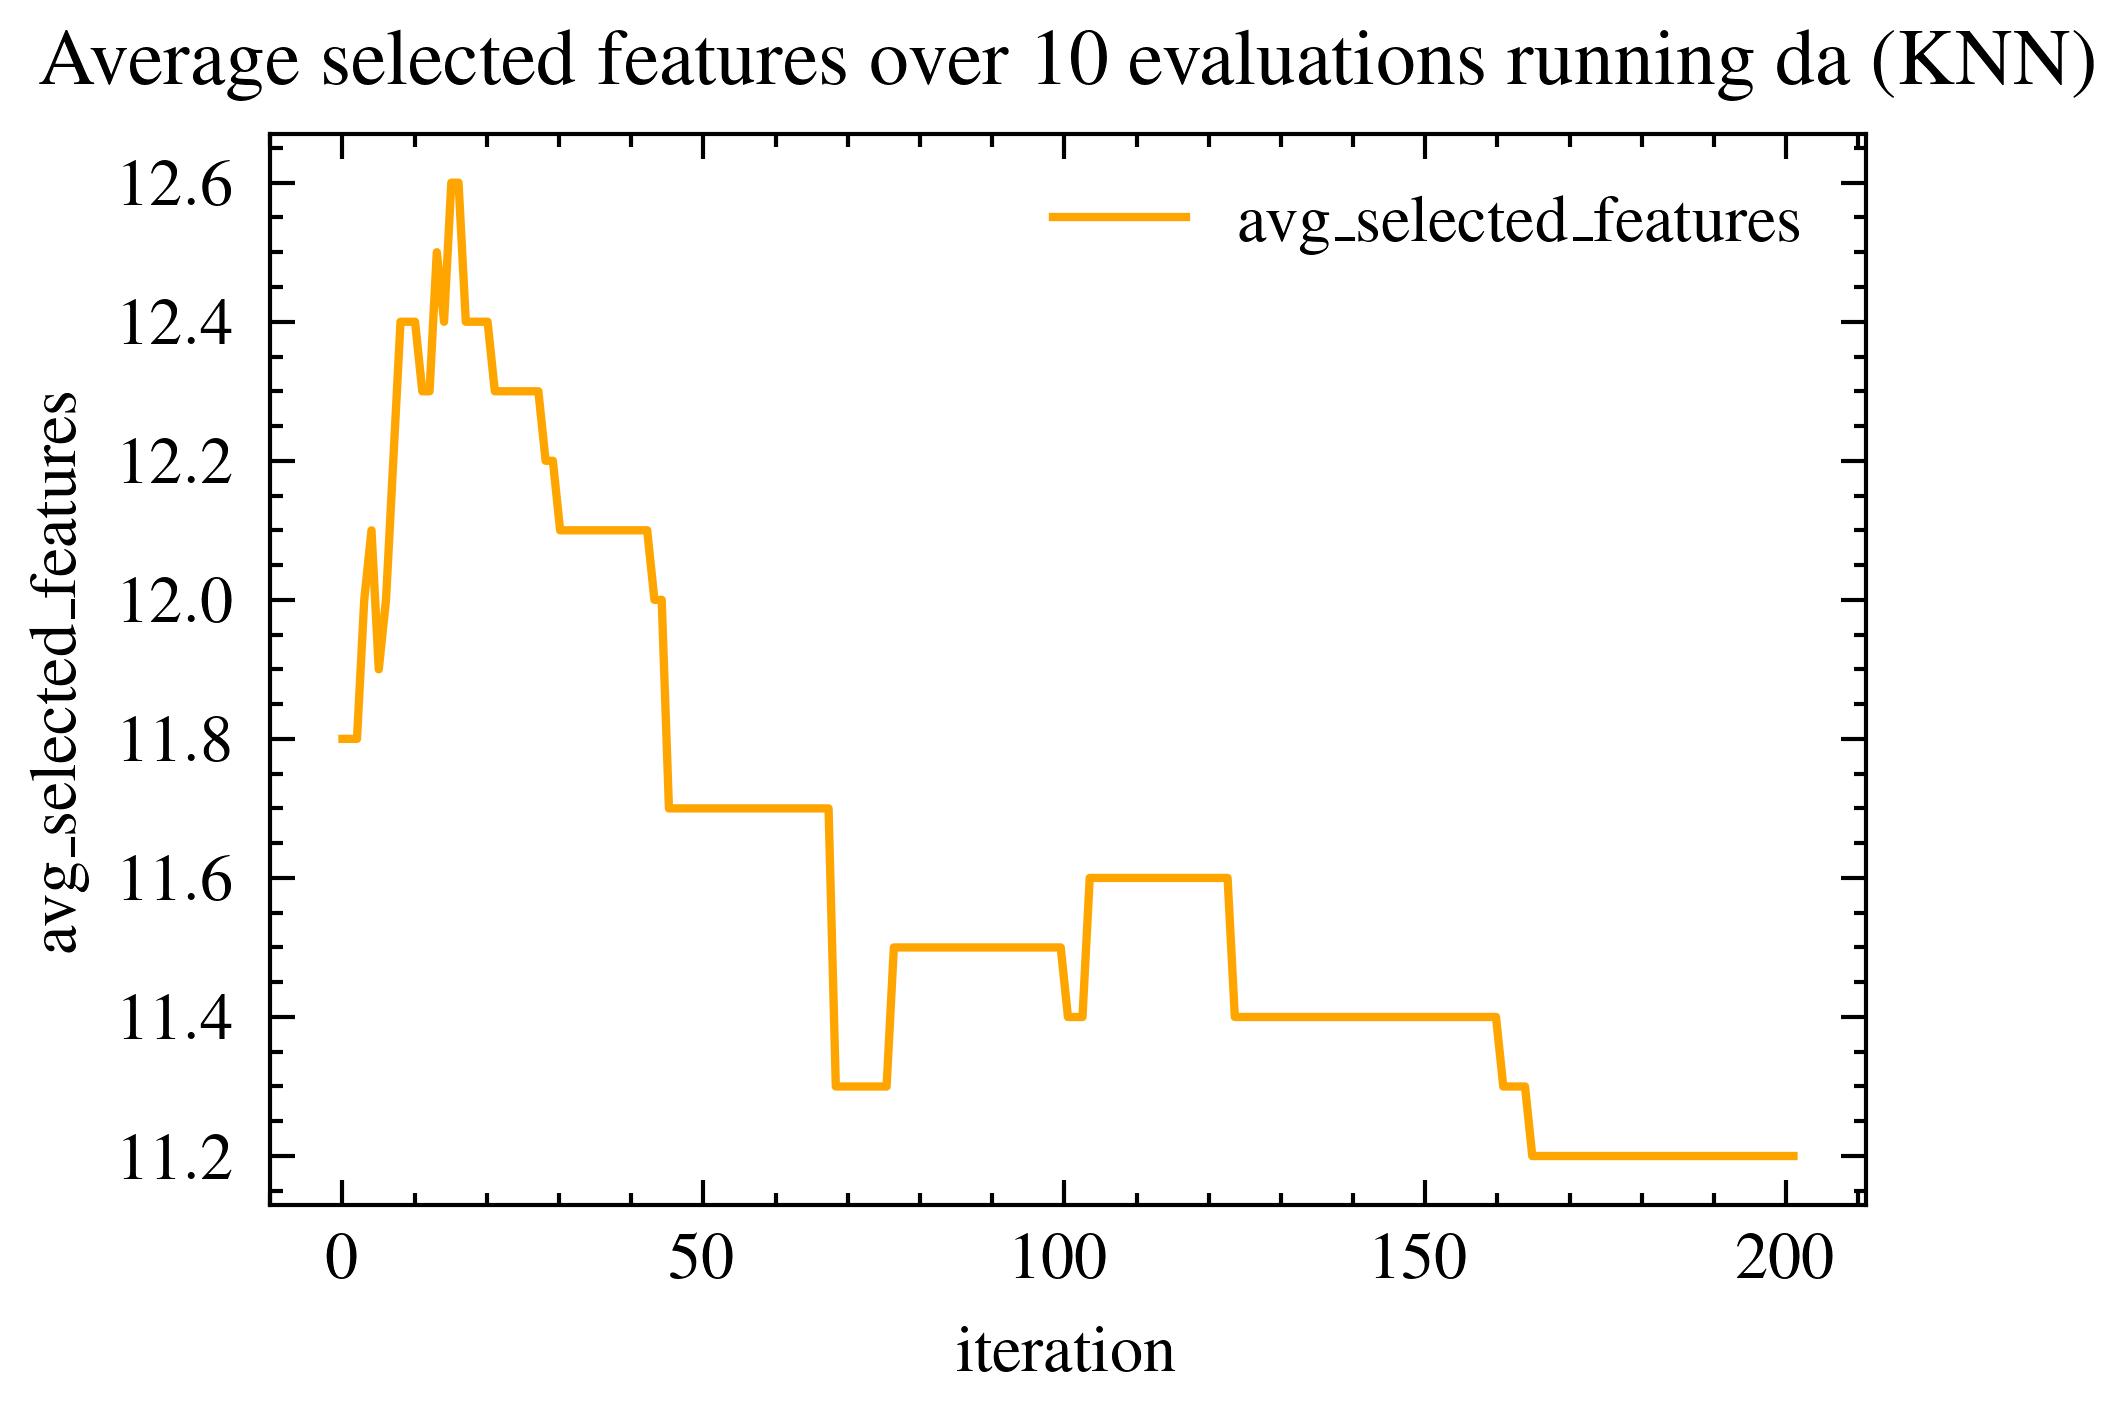 Average selected features over 10 evaluations running da (KNN)
avg_selected_features
12.6
12.4
12.2
12.0
11.8
11.6
11.4
11.2
avg_selected_features
0 50 100 150 200
iteration